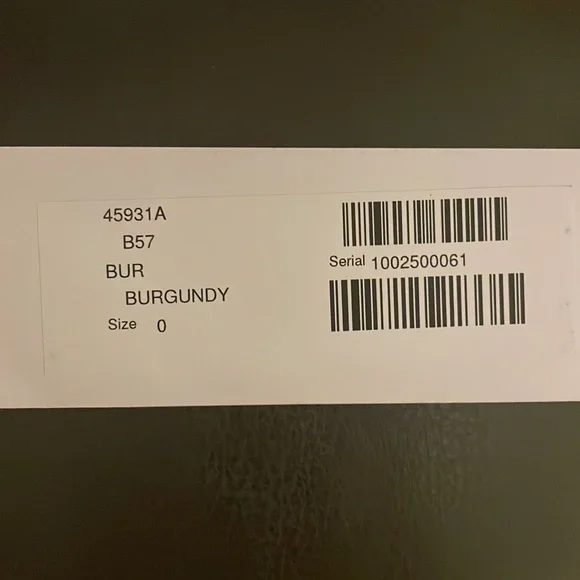 45931A
B57
BUR
BURGUNDY
Size 0
Serial 1002500061